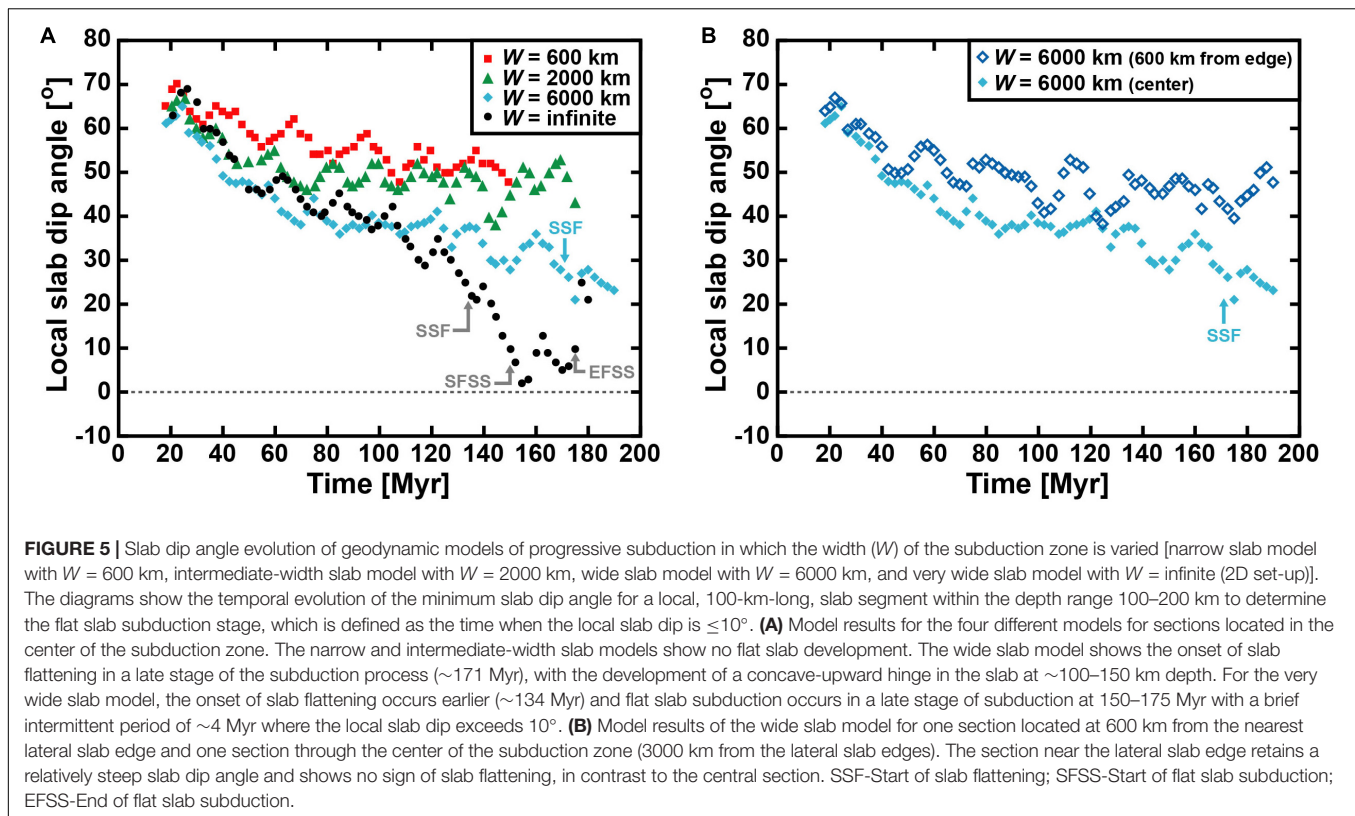 A
80
70
60
50
40
30
20
10
0
-10
Local slab dip angle [o]
0 20 40 60 80 100 120 140 160 180 200
Time [Myr]
W = 600 km
W = 2000 km
W = 6000 km
W = infinite
SSF
SSF
SFSS
EFSS
B
80
70
60
50
40
30
20
10
0
-10
Local slab dip angle [o]
0 20 40 60 80 100 120 140 160 180 200
Time [Myr]
W = 6000 km (600 km from edge)
W = 6000 km (center)
SSF
FIGURE 5 | Slab dip angle evolution of geodynamic models of progressive subduction in which the width (W) of the subduction zone is varied [narrow slab model
with W = 600 km, intermediate-width slab model with W = 2000 km, wide slab model with W = 6000 km, and very wide slab model with W = infinite (2D set-up)].
The diagrams show the temporal evolution of the minimum slab dip angle for a local, 100-km-long, slab segment within the depth range 100–200 km to determine
the flat slab subduction stage, which is defined as the time when the local slab dip is ≤10°. (A) Model results for the four different models for sections located in the
center of the subduction zone. The narrow and intermediate-width slab models show no flat slab development. The wide slab model shows the onset of slab
flattening in a late stage of the subduction process (~171 Myr), with the development of a concave-upward hinge in the slab at ~100–150 km depth. For the very
wide slab model, the onset of slab flattening occurs earlier (~134 Myr) and flat slab subduction occurs in a late stage of subduction at 150–175 Myr with a brief
intermittent period of ~4 Myr where the local slab dip exceeds 10°. (B) Model results of the wide slab model for one section located at 600 km from the nearest
lateral slab edge and one section through the center of the subduction zone (3000 km from the lateral slab edges). The section near the lateral slab edge retains a
relatively steep slab dip angle and shows no sign of slab flattening, in contrast to the central section. SSF-Start of slab flattening; SFSS-Start of flat slab subduction;
EFSS-End of flat slab subduction.